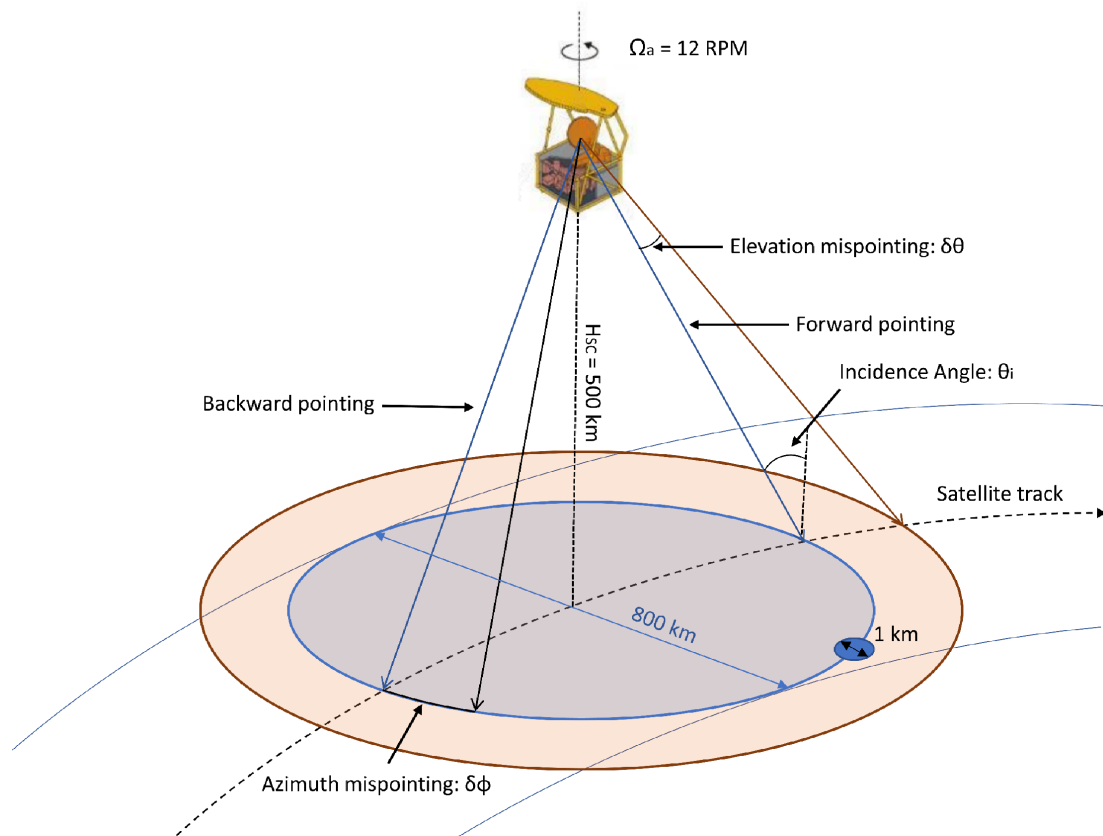 Ωa = 12 RPM
Elevation mispointing: δθ
Forward pointing
Incidence Angle: θi
Backward pointing
Hsc = 500 km
Satellite track
800 km
1 km
Azimuth mispointing: δϕ